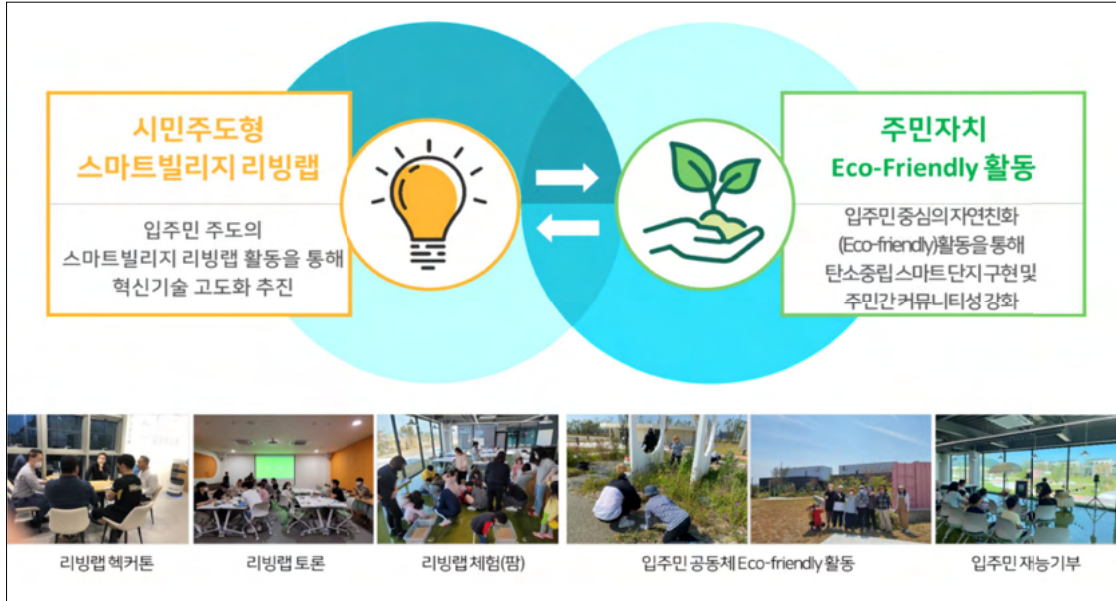 시민주도형
스마트빌리지 리빙랩
입주민 주도의
스마트빌리지 리빙랩 활동을 통해
혁신기술 고도화 추진
주민자치
Eco-Friendly 활동
입주민 중심의 자연친화
(Eco-friendly)활동을 통해
탄소중립 스마트 단지 구현 및
주민간 커뮤니티성 강화
리빙랩 헥커톤
리빙랩 토론
리빙랩 체험(팜)
입주민 공동체 Eco-friendly 활동
입주민 재능기부